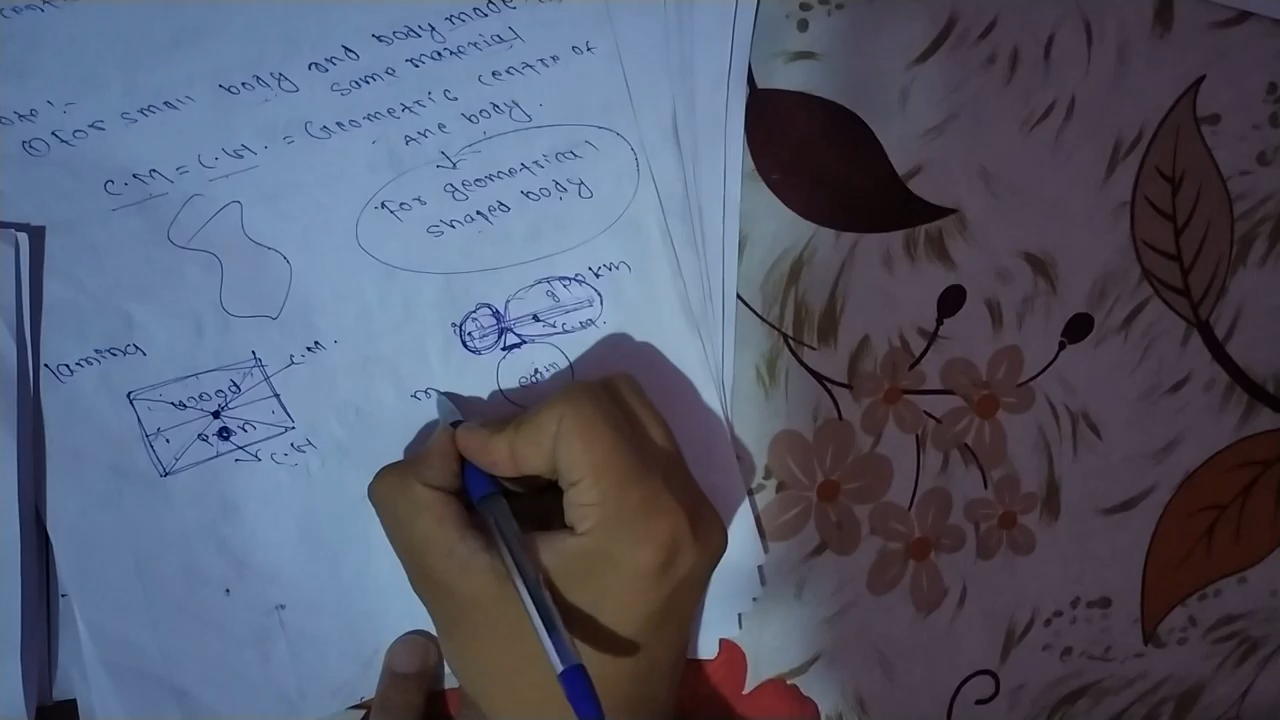 ① for small body and body made
same material
C.M = C.G. = Geometric centre of
the body.
for geometrical
shaped body
lamina
wood
C.M.
C.G
C.M.
earth
m